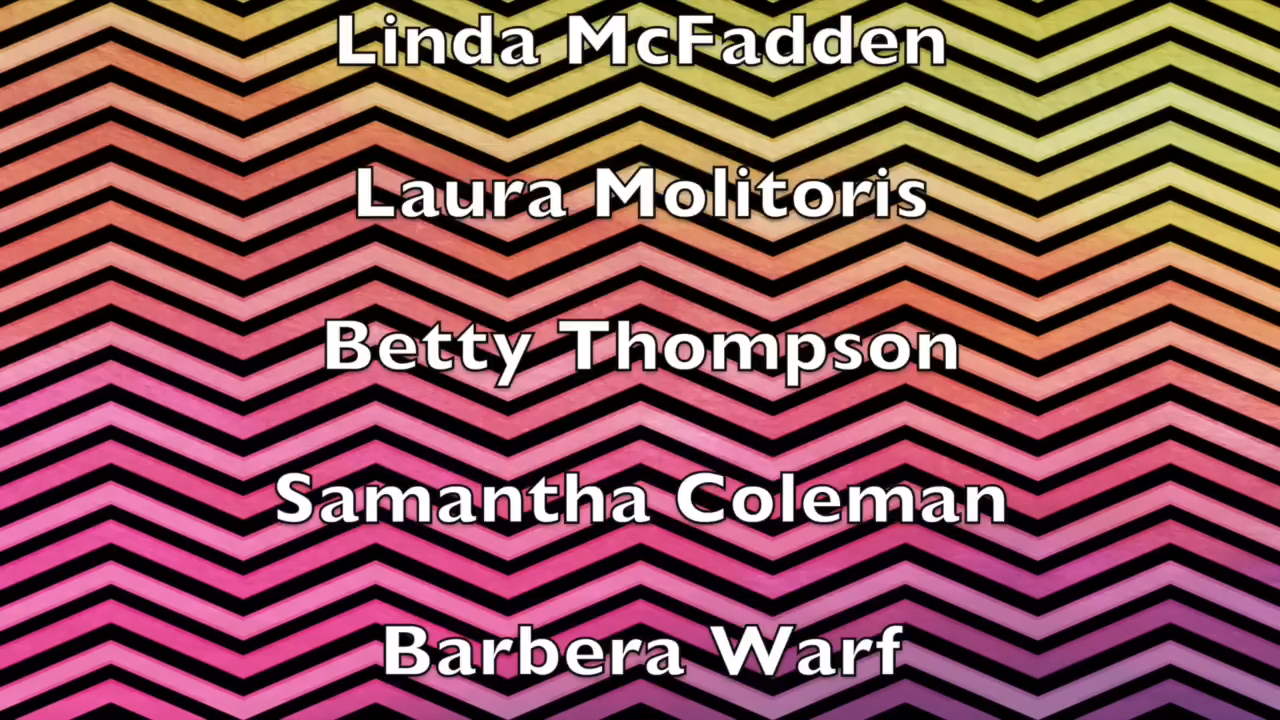 Linda McFadden
Laura Molitoris
Betty Thompson
Samantha Coleman
Barbera Warf